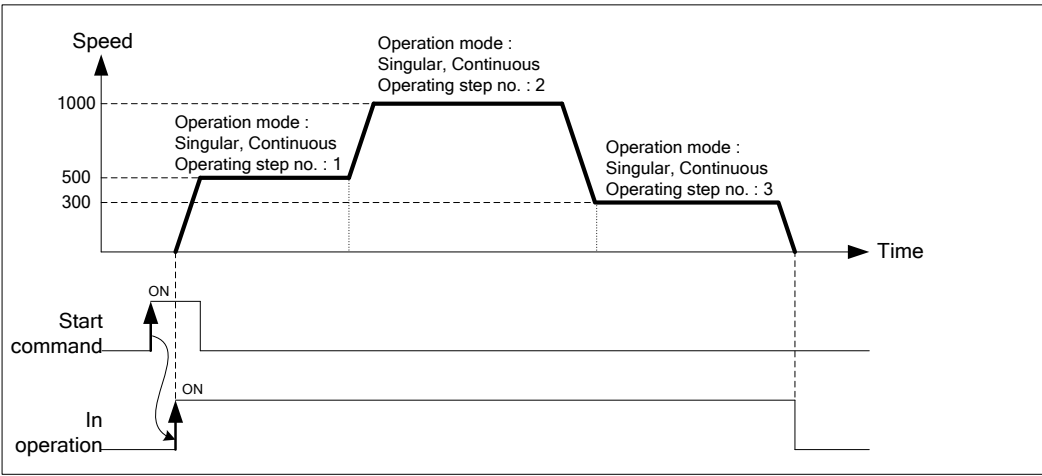 Speed
Operation mode :
Singular, Continuous
Operating step no. : 2
1000
Operation mode :
Singular, Continuous
Operating step no. : 1
Operation mode :
Singular, Continuous
Operating step no. : 3
500
300
Time
ON
Start
command
ON
In
operation